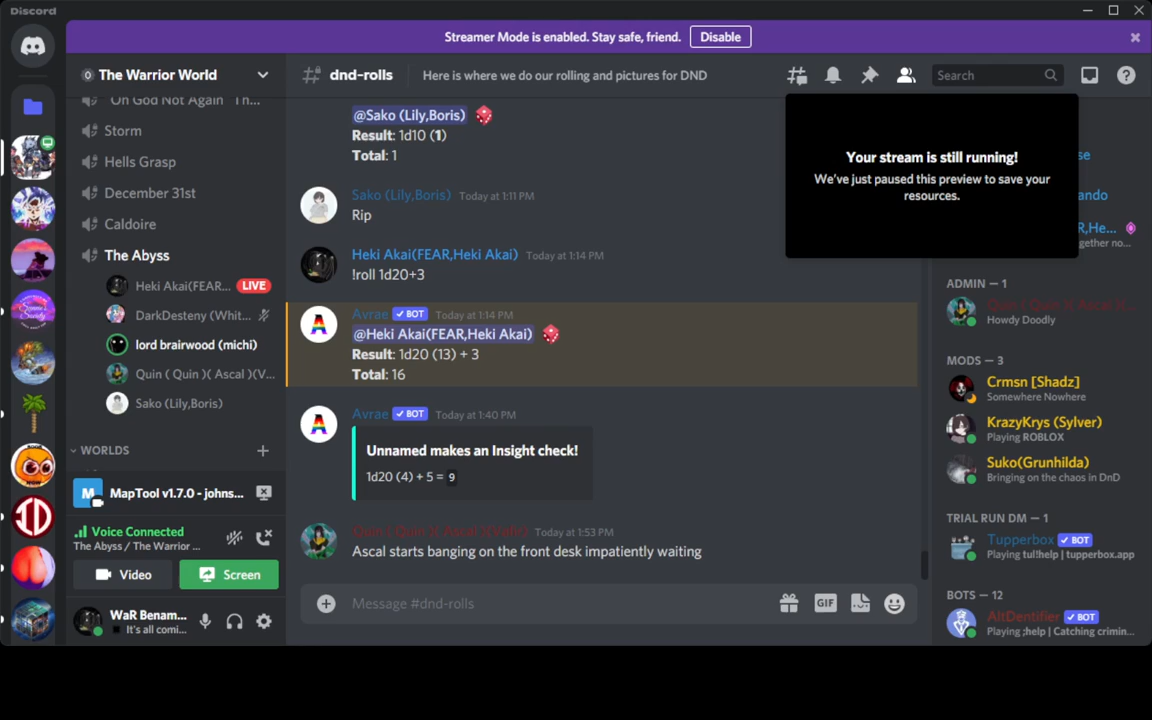 Discord
Streamer Mode is enabled. Stay safe, friend. Disable
The Warrior World
On God Not Again Th...
Storm
Hells Grasp
December 31st
Caldoire
The Abyss
Heki Akai(FEAR... LIVE
DarkDesteny (Whit...
lord brairwood (michi)
Quin ( Quin )( Ascal )(V...
Sako (Lily,Boris)
WORLDS
M MapTool v1.7.0 - johns...
Voice Connected
The Abyss / The Warrior ...
Video Screen
WaR Benam...
It's all comi...
dnd-rolls Here is where we do our rolling and pictures for DND
Search
@Sako (Lily,Boris)
Result: 1d10 (1)
Total: 1
Sako (Lily,Boris) Today at 1:11 PM
Rip
Heki Akai(FEAR,Heki Akai) Today at 1:14 PM
!roll 1d20+3
A Avrae BOT Today at 1:14 PM
@Heki Akai(FEAR,Heki Akai)
Result: 1d20 (13) + 3
Total: 16
A Avrae BOT Today at 1:40 PM
Unnamed makes an Insight check!
1d20 (4) + 5 = 9
Quin ( Quin )( Ascal )(Valfir) Today at 1:53 PM
Ascal starts banging on the front desk impatiently waiting
Message #dnd-rolls
GIF
Your stream is still running!
We've just paused this preview to save your
resources.
se
ando
R,He...
gether no...
ADMIN — 1
Quin ( Quin )( Ascal )(...
Howdy Doodly
MODS — 3
Crmsn [Shadz]
Somewhere Nowhere
KrazyKrys (Sylver)
Playing ROBLOX
Suko(Grunhilda)
Bringing on the chaos in DnD
TRIAL RUN DM — 1
Tupperbox BOT
Playing tul!help | tupperbox.app
BOTS — 12
AltDentifier BOT
Playing ;help | Catching crimin...